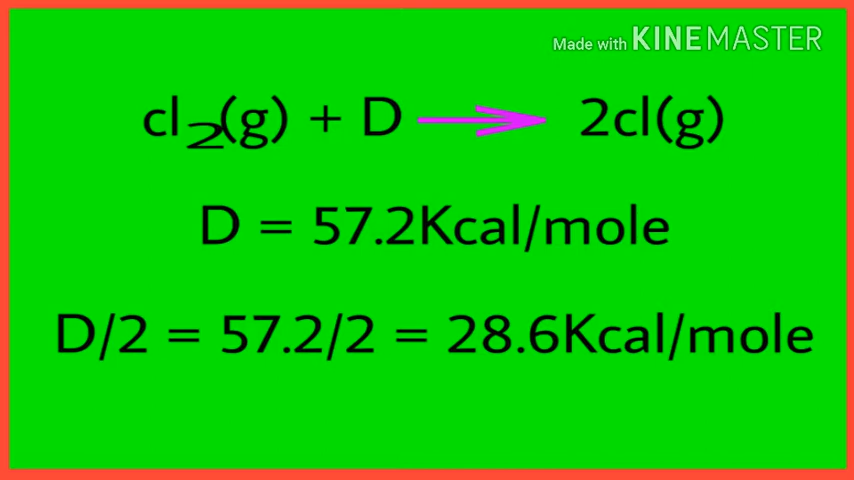 Made with KINEMASTER
cl₂(g) + D → 2cl(g)
D = 57.2Kcal/mole
D/2 = 57.2/2 = 28.6Kcal/mole